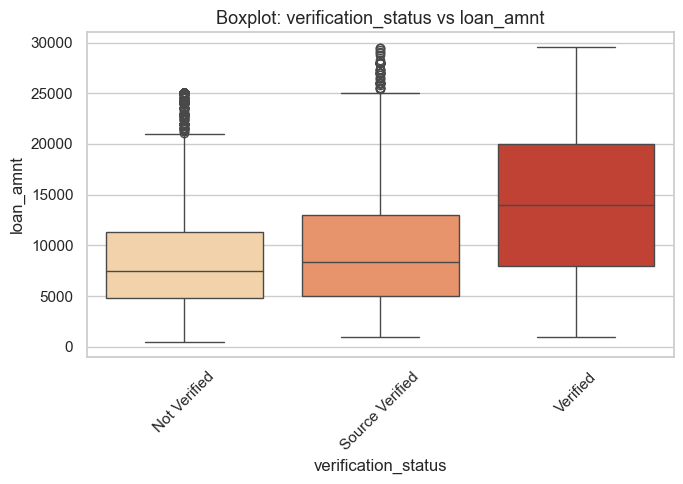 Boxplot: verification_status vs loan_amnt
30000
25000
20000
15000
10000
5000
0
loan_amnt
Not Verified
Source Verified
Verified
verification_status